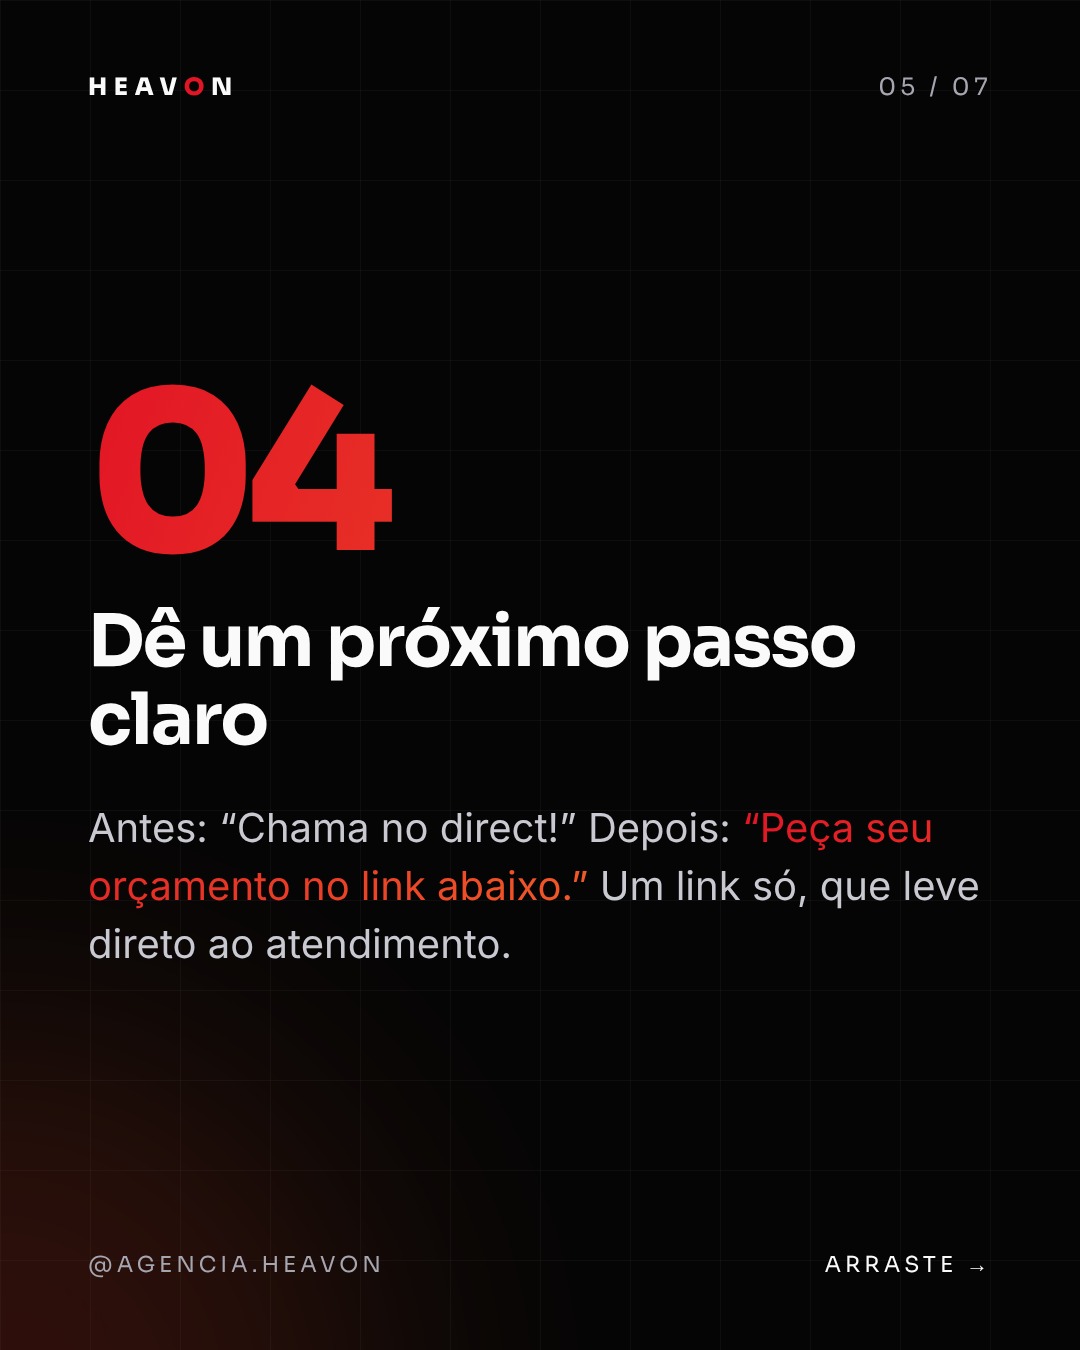 HEAVON
05 / 07
04
Dê um próximo passo
claro
Antes: “Chama no direct!” Depois: “Peça seu
orçamento no link abaixo.” Um link só, que leve
direto ao atendimento.
@AGENCIA.HEAVON
ARRASTE →